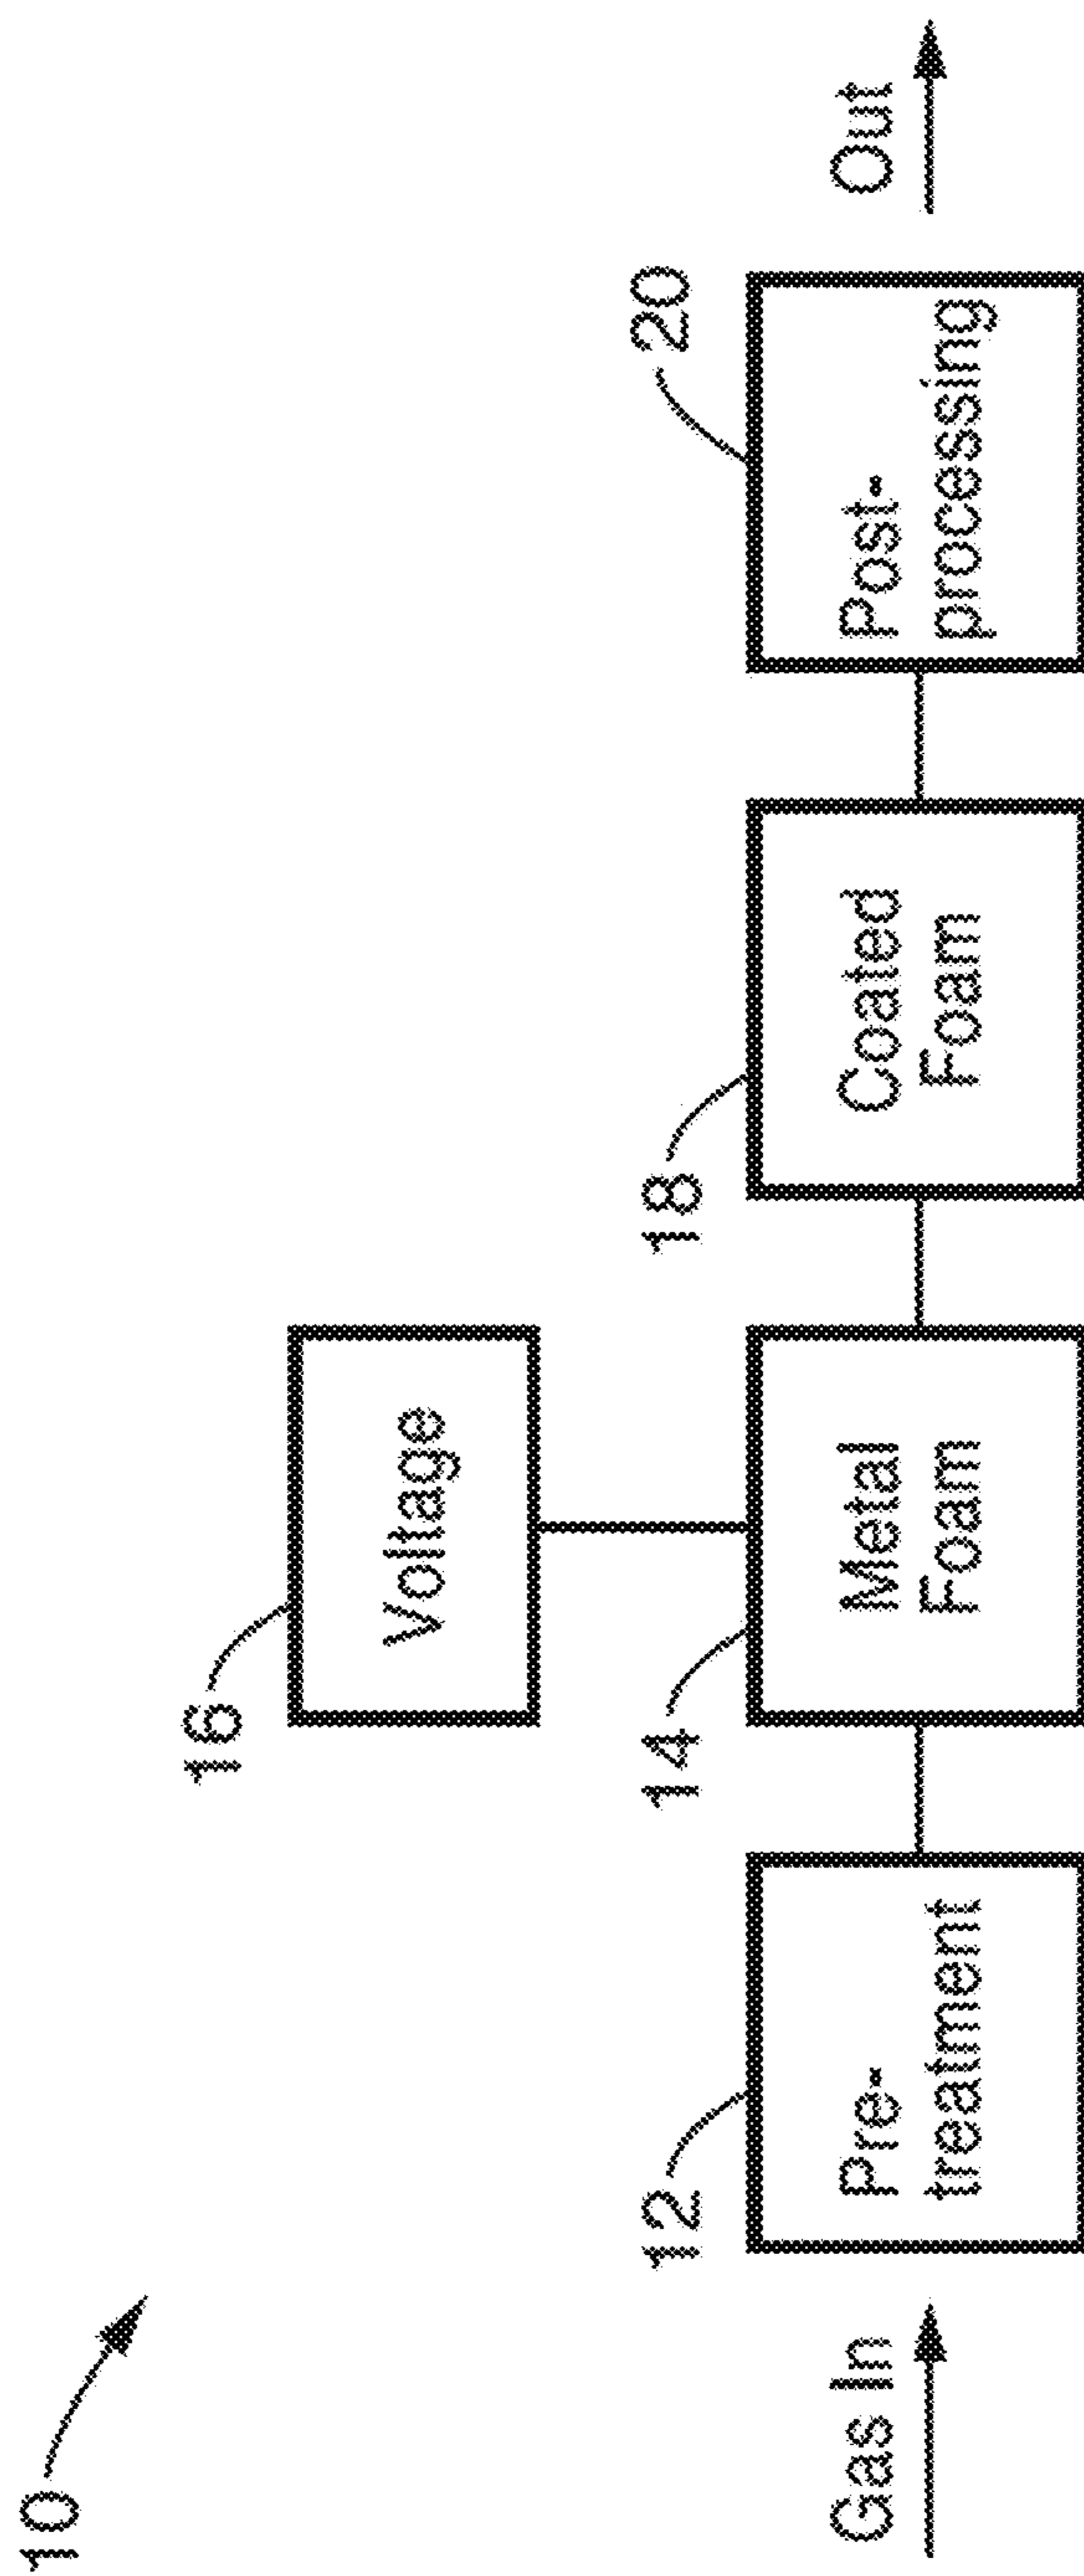 10
16
Voltage
12
14
18
20
Gas In
Pre-
treatment
Metal
Foam
Coated
Foam
Post-
processing
Out